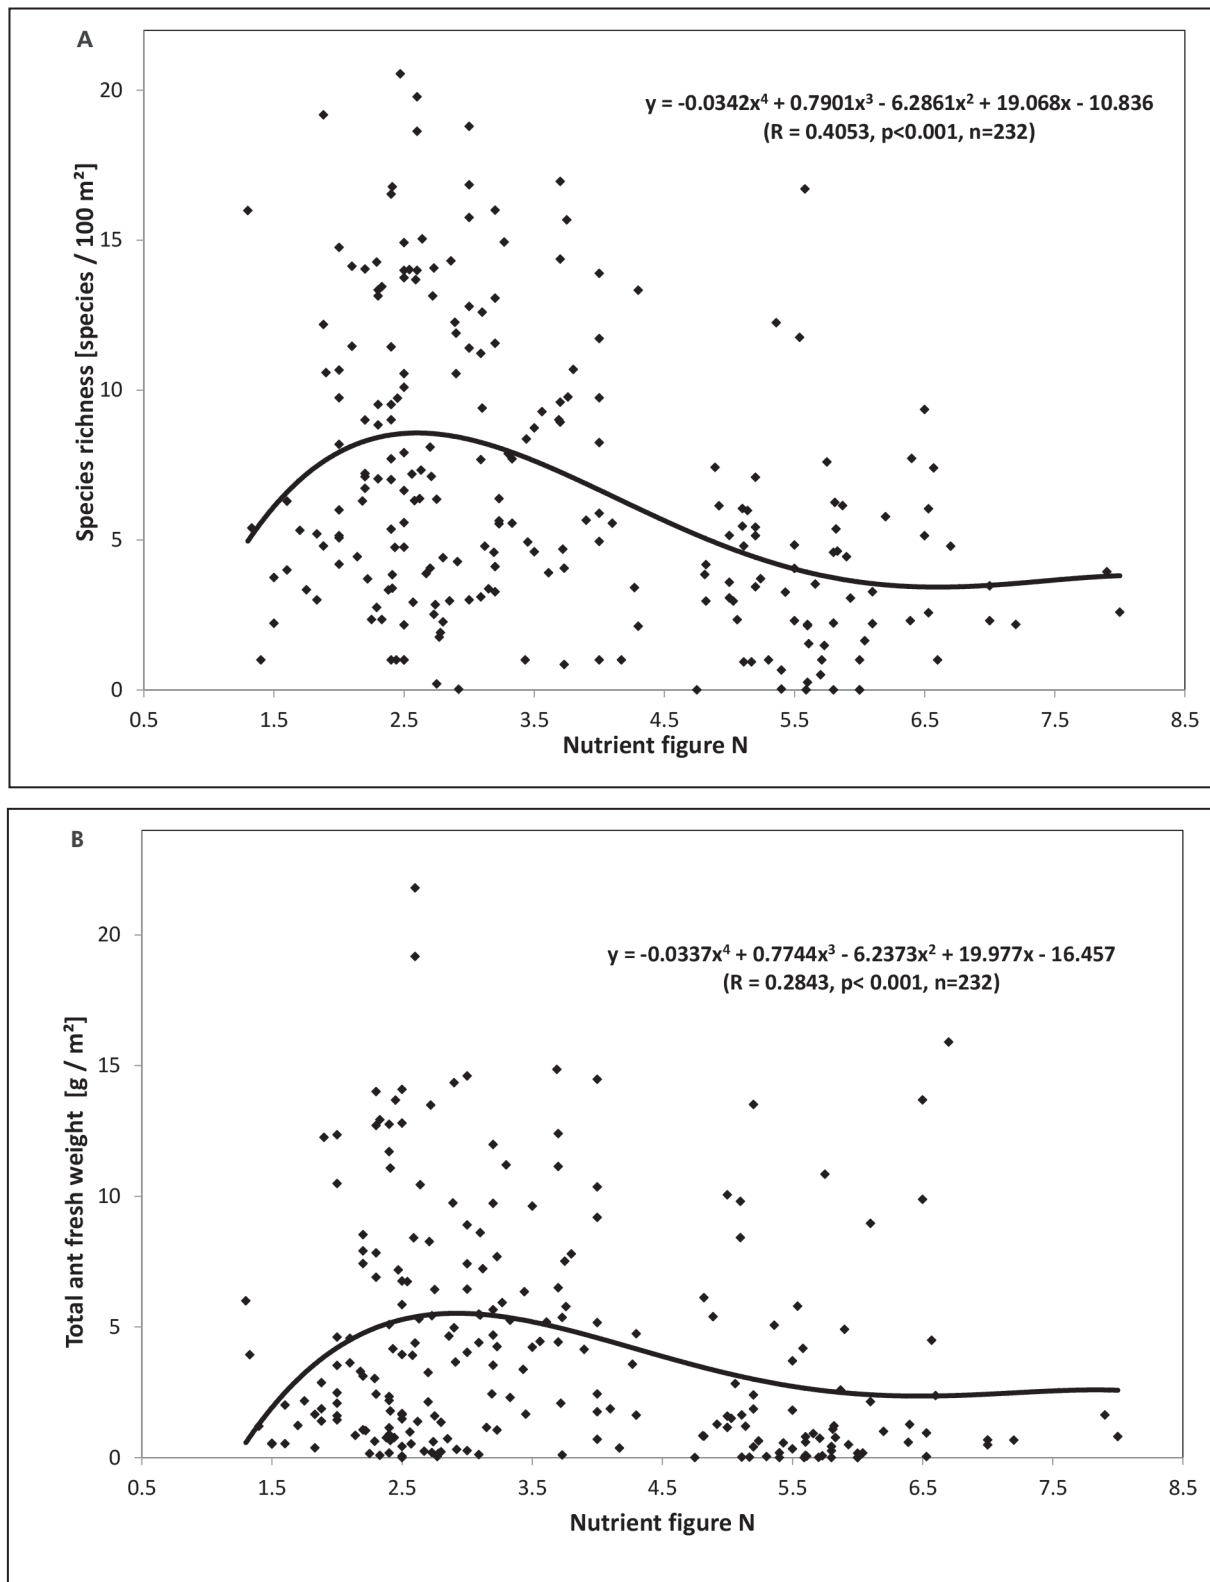 A
y = -0.0342x⁴ + 0.7901x³ - 6.2861x² + 19.068x - 10.836
(R = 0.4053, p<0.001, n=232)
Species richness [species / 100 m²]
20
15
10
5
0
0.5 1.5 2.5 3.5 4.5 5.5 6.5 7.5 8.5
Nutrient figure N
B
y = -0.0337x⁴ + 0.7744x³ - 6.2373x² + 19.977x - 16.457
(R = 0.2843, p< 0.001, n=232)
Total ant fresh weight [g / m²]
20
15
10
5
0
0.5 1.5 2.5 3.5 4.5 5.5 6.5 7.5 8.5
Nutrient figure N